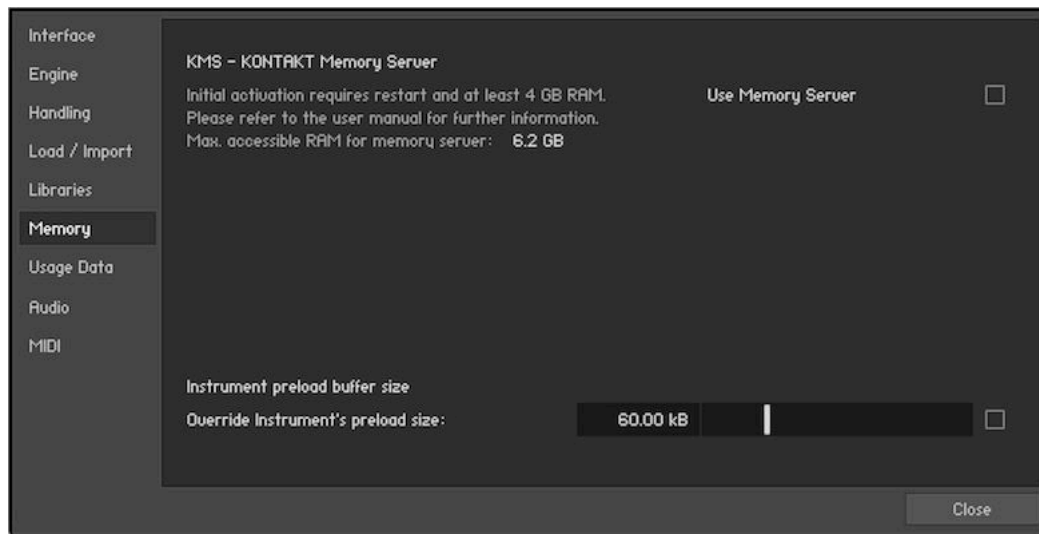 Interface
Engine
Handling
Load / Import
Libraries
Memory
Usage Data
Audio
MIDI
KMS - KONTAKT Memory Server
Initial activation requires restart and at least 4 GB RAM.
Please refer to the user manual for further information.
Max. accessible RAM for memory server: 6.2 GB
Use Memory Server
Instrument preload buffer size
Override Instrument's preload size: 60.00 kB
Close